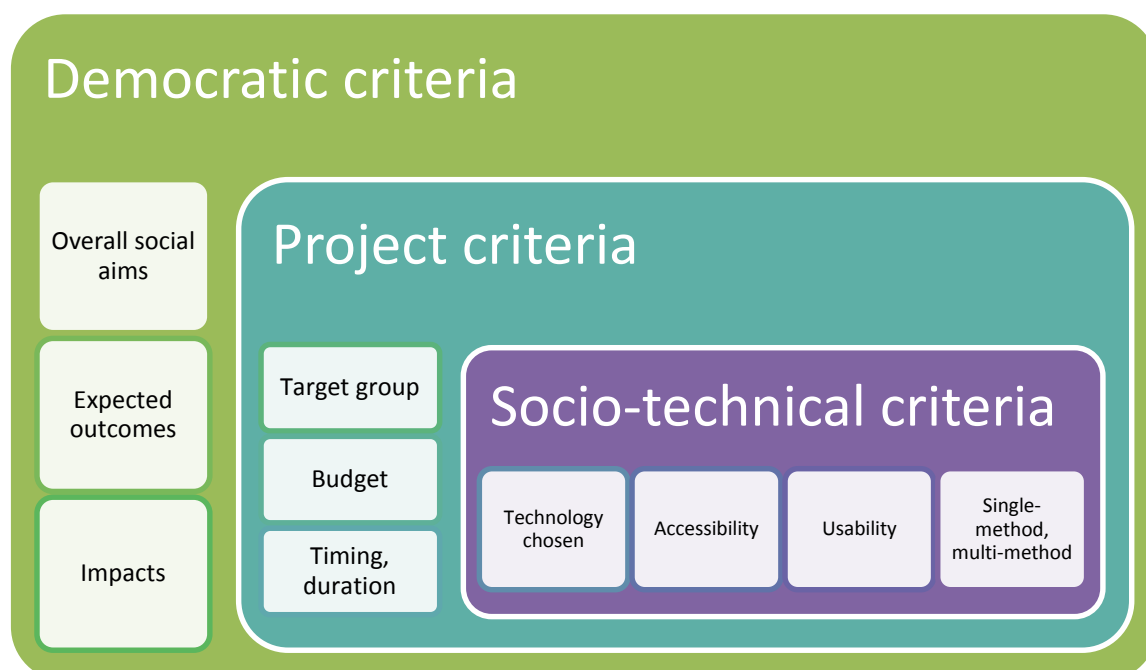 Democratic criteria
Overall social
aims
Expected
outcomes
Impacts
Project criteria
Target group
Budget
Timing,
duration
Socio-technical criteria
Technology
chosen
Accessibility
Usability
Single-
method,
multi-method